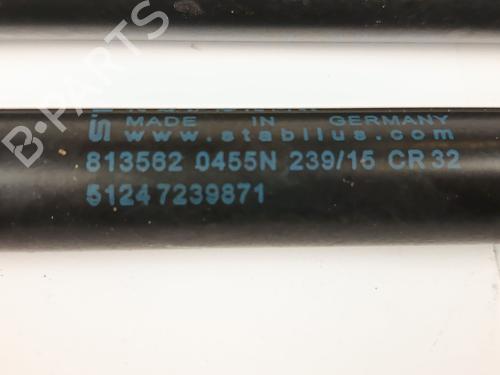 B-PARTS
MADE IN GERMANY
www.stabilus.com
813562 0455N 239/15 CR32
51247239871